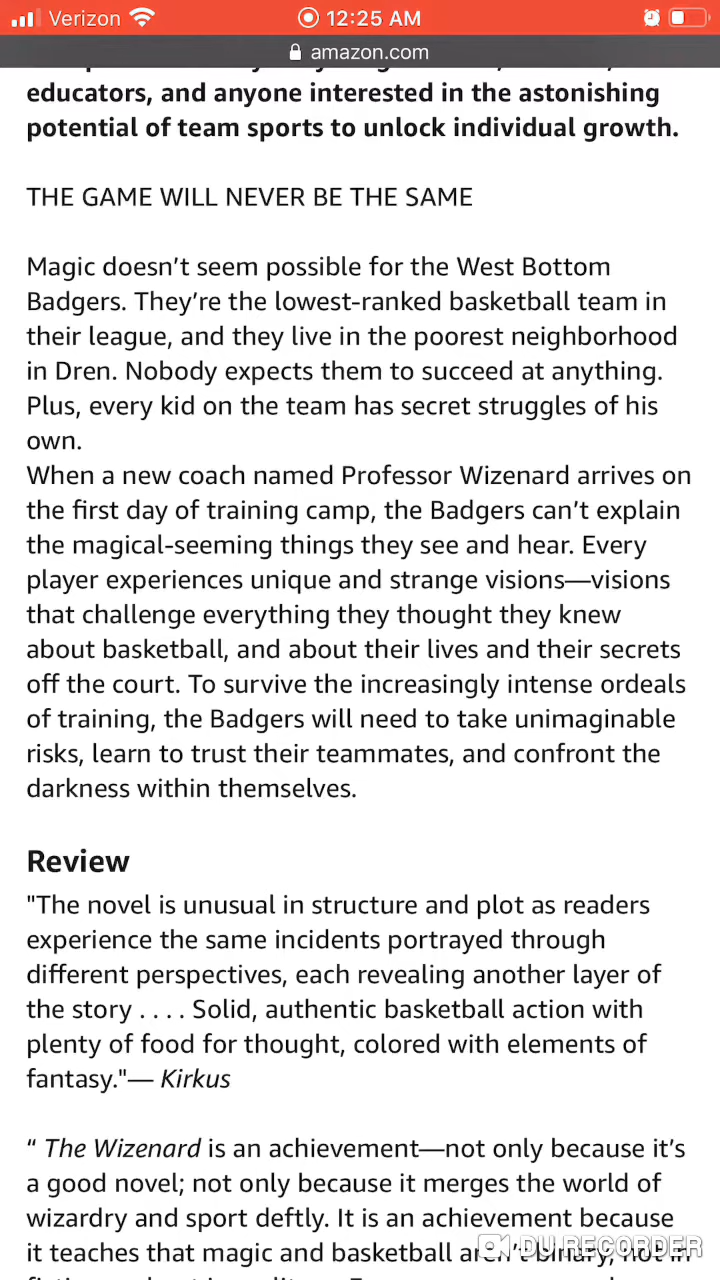 Verizon 12:25 AM
amazon.com
educators, and anyone interested in the astonishing
potential of team sports to unlock individual growth.
THE GAME WILL NEVER BE THE SAME
Magic doesn’t seem possible for the West Bottom
Badgers. They’re the lowest-ranked basketball team in
their league, and they live in the poorest neighborhood
in Dren. Nobody expects them to succeed at anything.
Plus, every kid on the team has secret struggles of his
own.
When a new coach named Professor Wizenard arrives on
the first day of training camp, the Badgers can’t explain
the magical-seeming things they see and hear. Every
player experiences unique and strange visions—visions
that challenge everything they thought they knew
about basketball, and about their lives and their secrets
off the court. To survive the increasingly intense ordeals
of training, the Badgers will need to take unimaginable
risks, learn to trust their teammates, and confront the
darkness within themselves.
Review
"The novel is unusual in structure and plot as readers
experience the same incidents portrayed through
different perspectives, each revealing another layer of
the story . . . . Solid, authentic basketball action with
plenty of food for thought, colored with elements of
fantasy."— Kirkus
“ The Wizenard is an achievement—not only because it’s
a good novel; not only because it merges the world of
wizardry and sport deftly. It is an achievement because
it teaches that magic and basketball aren’t binary, not in
DU RECORDER